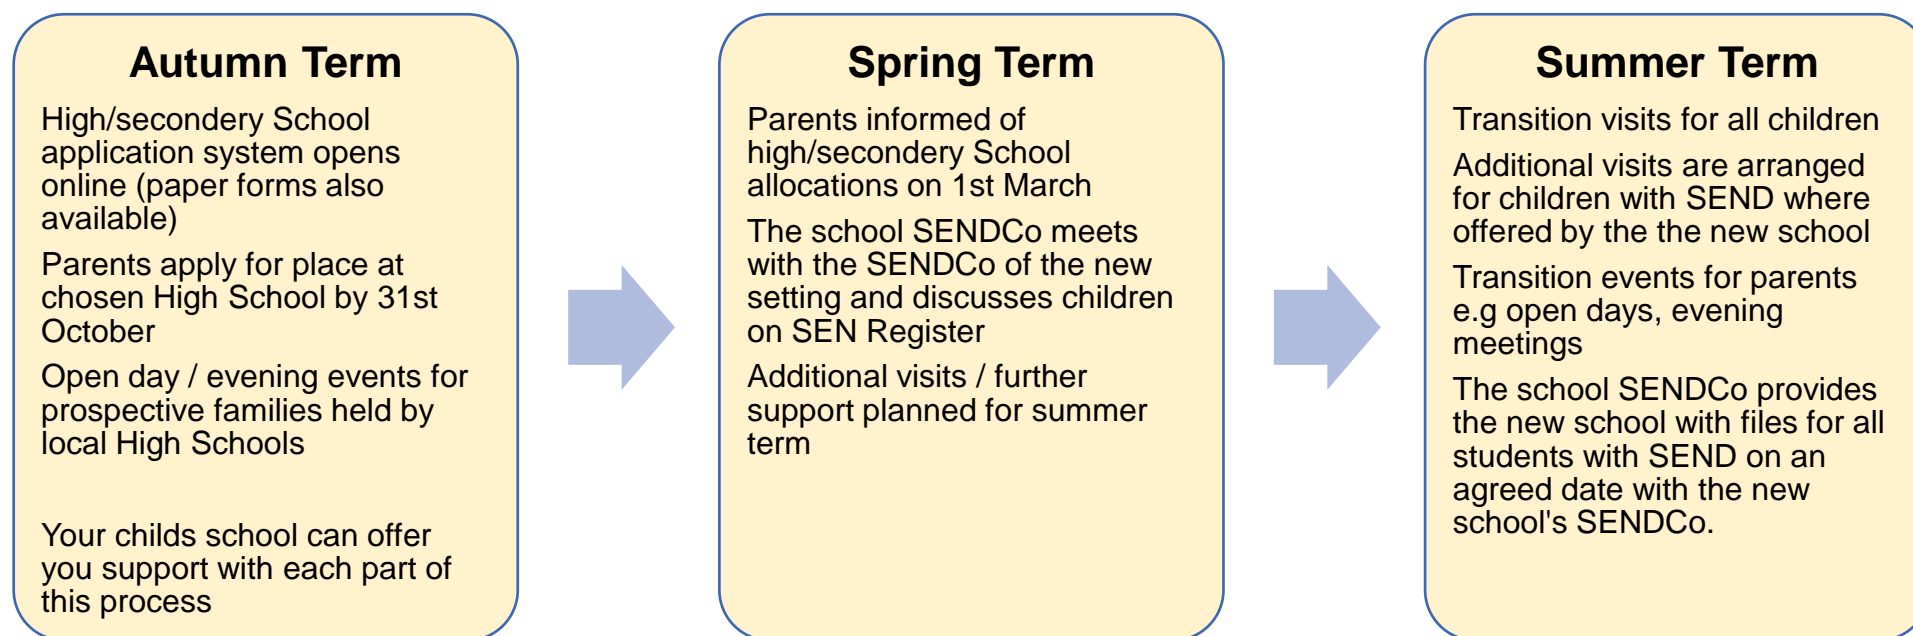 Autumn Term
High/secondery School
application system opens
online (paper forms also
available)
Parents apply for place at
chosen High School by 31st
October
Open day / evening events for
prospective families held by
local High Schools
Your childs school can offer
you support with each part of
this process
Spring Term
Parents informed of
high/secondery School
allocations on 1st March
The school SENDCo meets
with the SENDCo of the new
setting and discusses children
on SEN Register
Additional visits / further
support planned for summer
term
Summer Term
Transition visits for all children
Additional visits are arranged
for children with SEND where
offered by the the new school
Transition events for parents
e.g open days, evening
meetings
The school SENDCo provides
the new school with files for all
students with SEND on an
agreed date with the new
school's SENDCo.